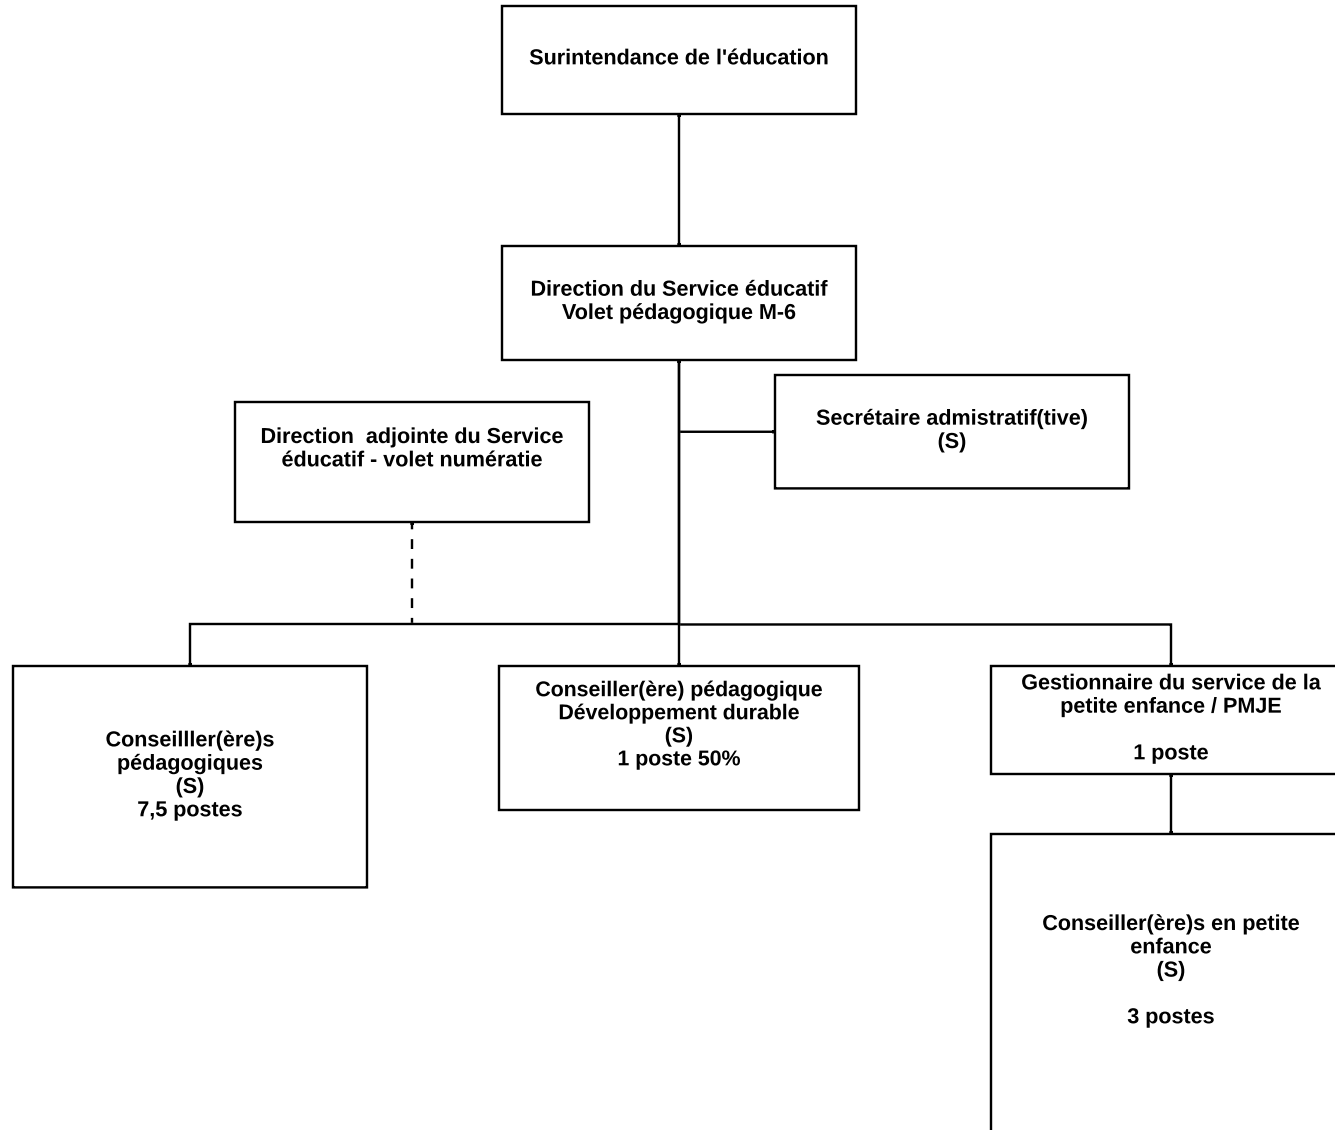 Surintendance de l'éducation
Direction du Service éducatif
Volet pédagogique M-6
Secrétaire admistratif(tive)
(S)
Direction  adjointe du Service
éducatif - volet numératie
Conseilller(ère)s
pédagogiques
(S)
7,5 postes
Conseiller(ère) pédagogique
Développement durable
(S)
1 poste 50%
Gestionnaire du service de la
petite enfance / PMJE
1 poste
Conseiller(ère)s en petite
enfance
(S)
3 postes